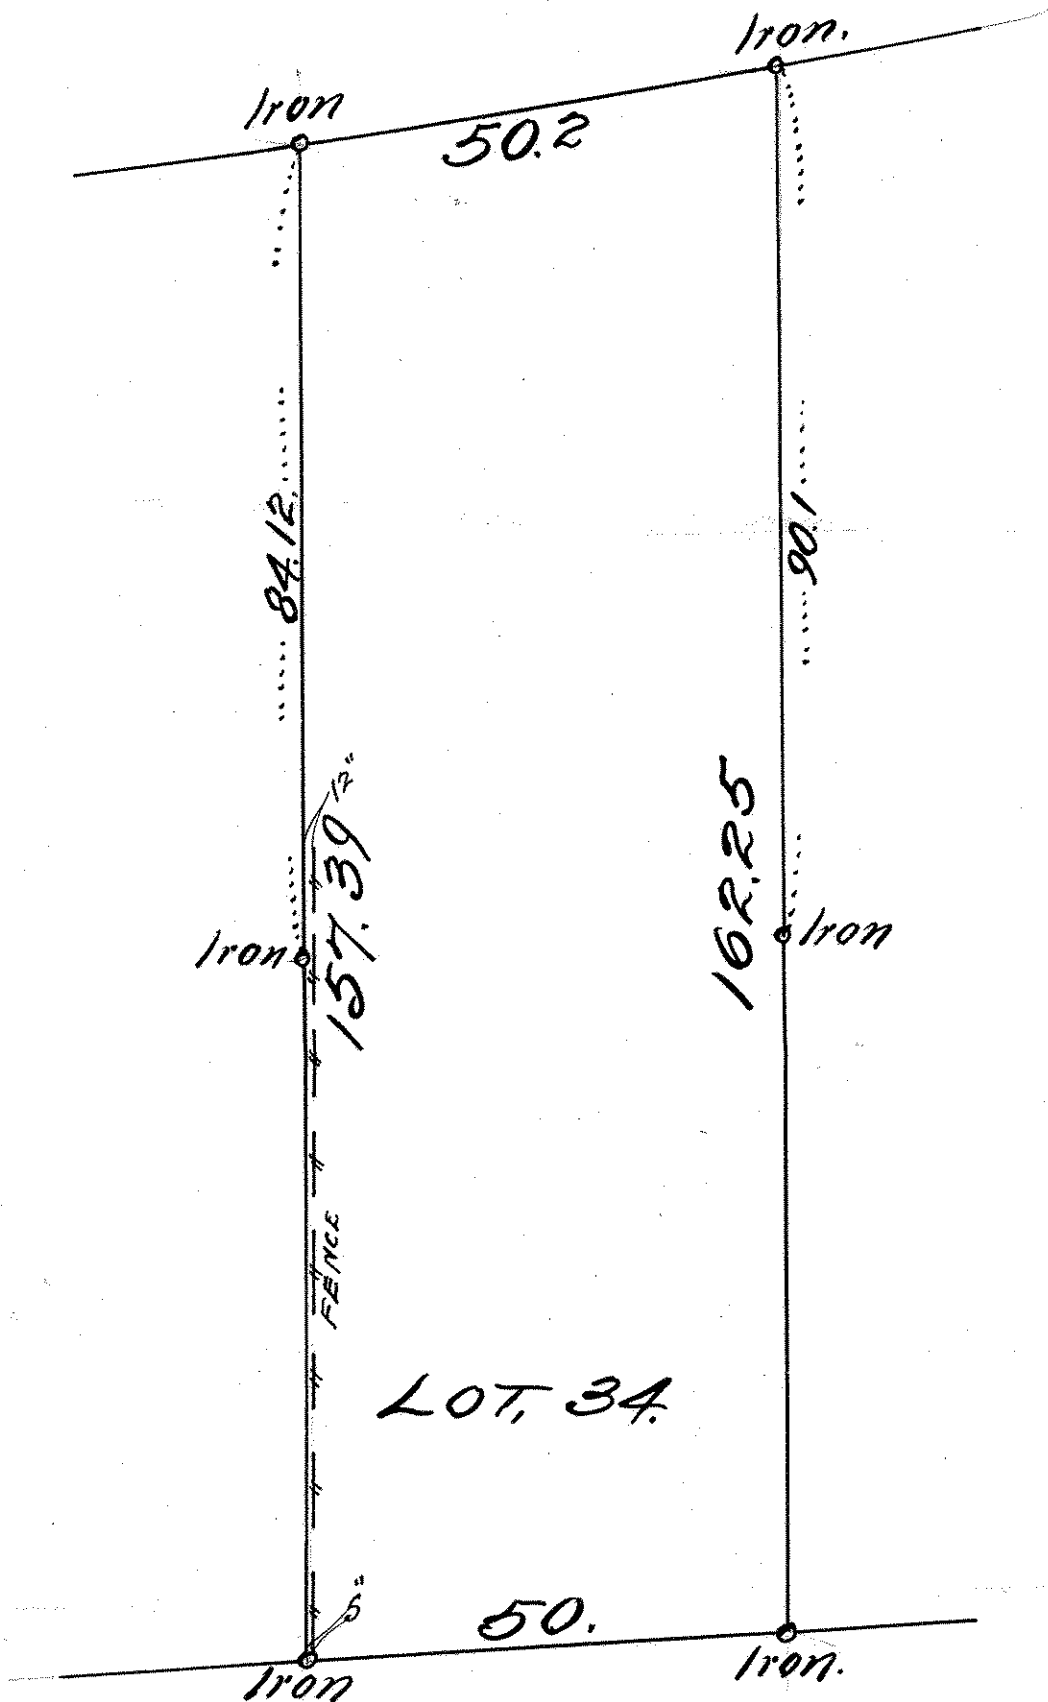 Iron.
Iron
50.2
84.12.
90.1
12"
157.39
162.25
Iron
Iron
FENCE
LOT, 34.
5"
50.
Iron
Iron.